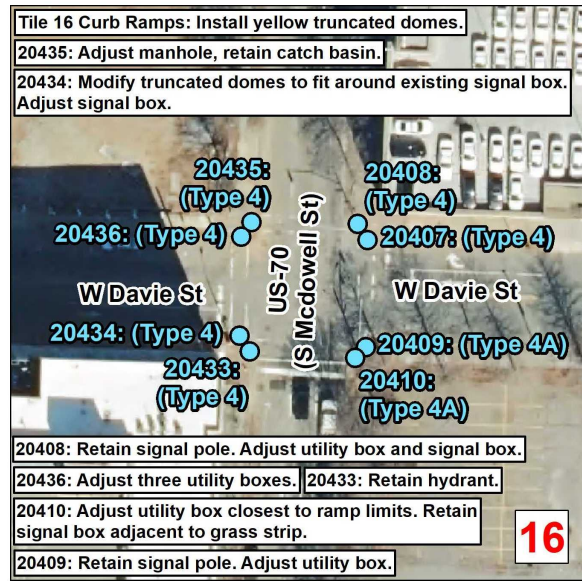 Tile 16 Curb Ramps: Install yellow truncated domes.
20435: Adjust manhole, retain catch basin.
20434: Modify truncated domes to fit around existing signal box.
Adjust signal box.
20435:
(Type 4)
20436: (Type 4)
20408:
(Type 4)
20407: (Type 4)
US-70
(S Mcdowell St)
W Davie St
W Davie St
20434: (Type 4)
20433:
(Type 4)
20409: (Type 4A)
20410:
(Type 4A)
20408: Retain signal pole. Adjust utility box and signal box.
20436: Adjust three utility boxes.
20433: Retain hydrant.
20410: Adjust utility box closest to ramp limits. Retain
signal box adjacent to grass strip.
20409: Retain signal pole. Adjust utility box.
16